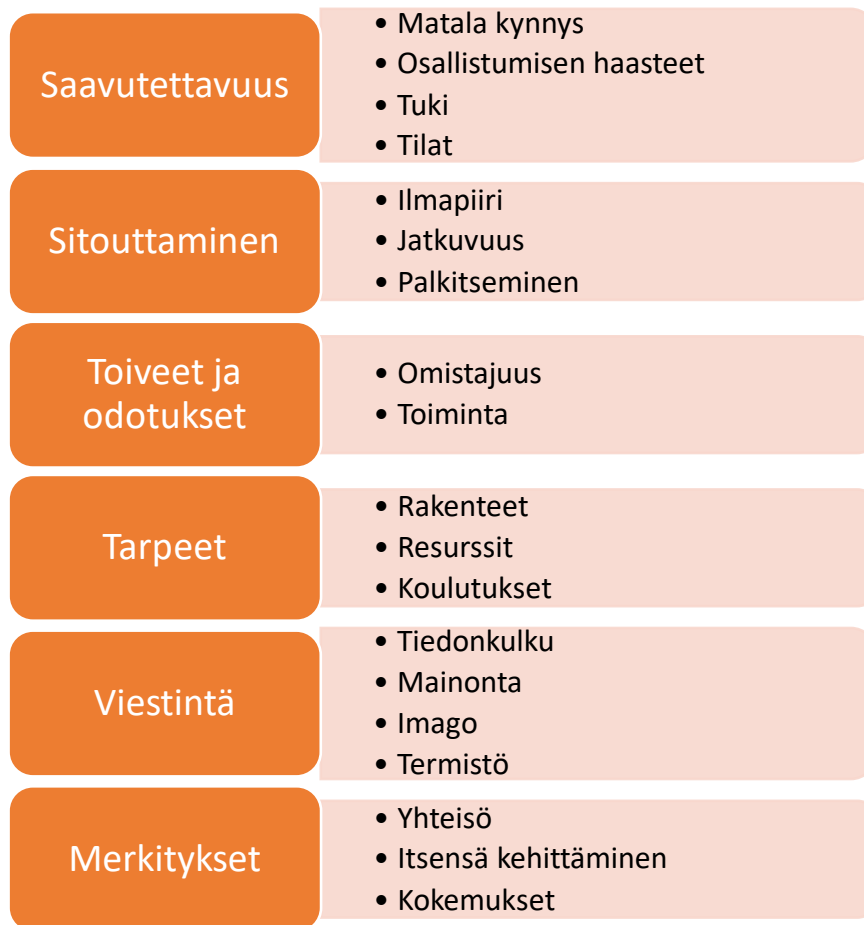 Saavutettavuus
• Matala kynnys
• Osallistumisen haasteet
• Tuki
• Tilat
Sitouttaminen
• Ilmapiiri
• Jatkuvuus
• Palkitseminen
Toiveet ja
odotukset
• Omistajuus
• Toiminta
Tarpeet
• Rakenteet
• Resurssit
• Koulutukset
Viestintä
• Tiedonkulku
• Mainonta
• Imago
• Termistö
Merkitykset
• Yhteisö
• Itsensä kehittäminen
• Kokemukset